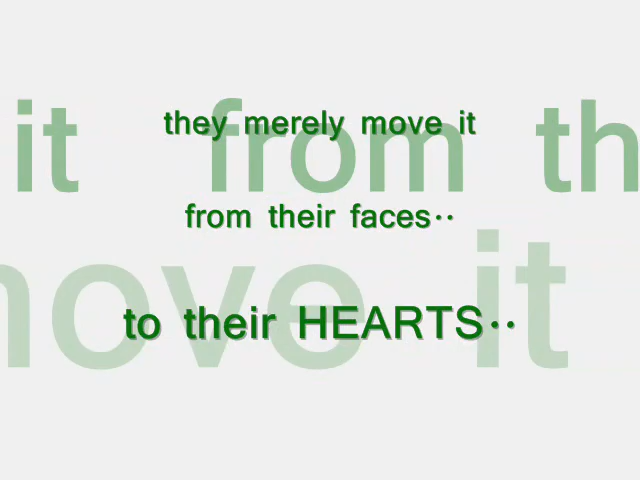 they merely move it
it from th
from their faces··
move it
to their HEARTS··